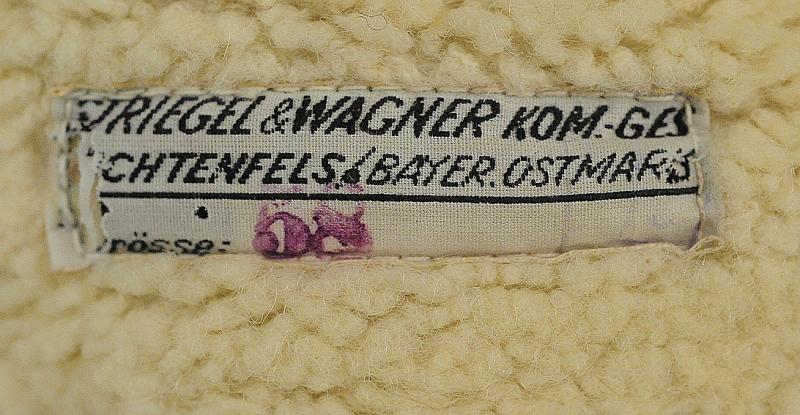 STRIEGEL & WAGNER KOM.-GES
ICHTENFELS./BAYER. OSTMARK
rösse: